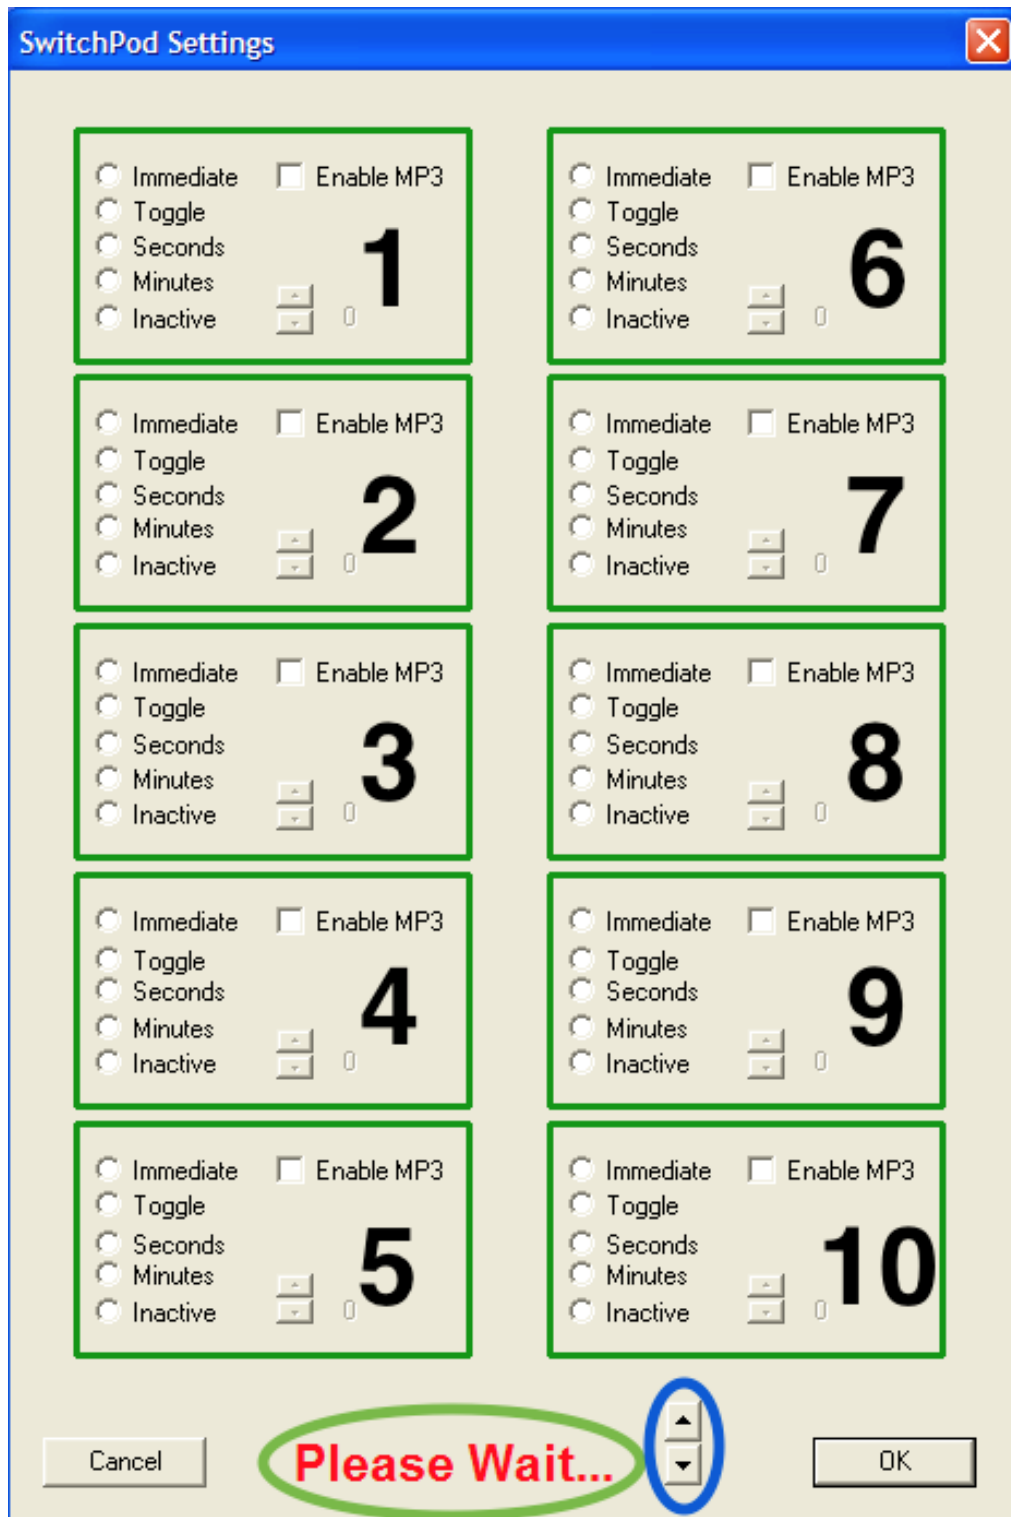 SwitchPod Settings
Immediate Enable MP3
Toggle
Seconds
1
Minutes
Inactive 0
Immediate Enable MP3
Toggle
Seconds
2
Minutes
Inactive 0
Immediate Enable MP3
Toggle
Seconds
3
Minutes
Inactive 0
Immediate Enable MP3
Toggle
Seconds
4
Minutes
Inactive 0
Immediate Enable MP3
Toggle
Seconds
5
Minutes
Inactive 0
Immediate Enable MP3
Toggle
Seconds
6
Minutes
Inactive 0
Immediate Enable MP3
Toggle
Seconds
7
Minutes
Inactive 0
Immediate Enable MP3
Toggle
Seconds
8
Minutes
Inactive 0
Immediate Enable MP3
Toggle
Seconds
9
Minutes
Inactive 0
Immediate Enable MP3
Toggle
Seconds
10
Minutes
Inactive 0
Cancel Please Wait... OK